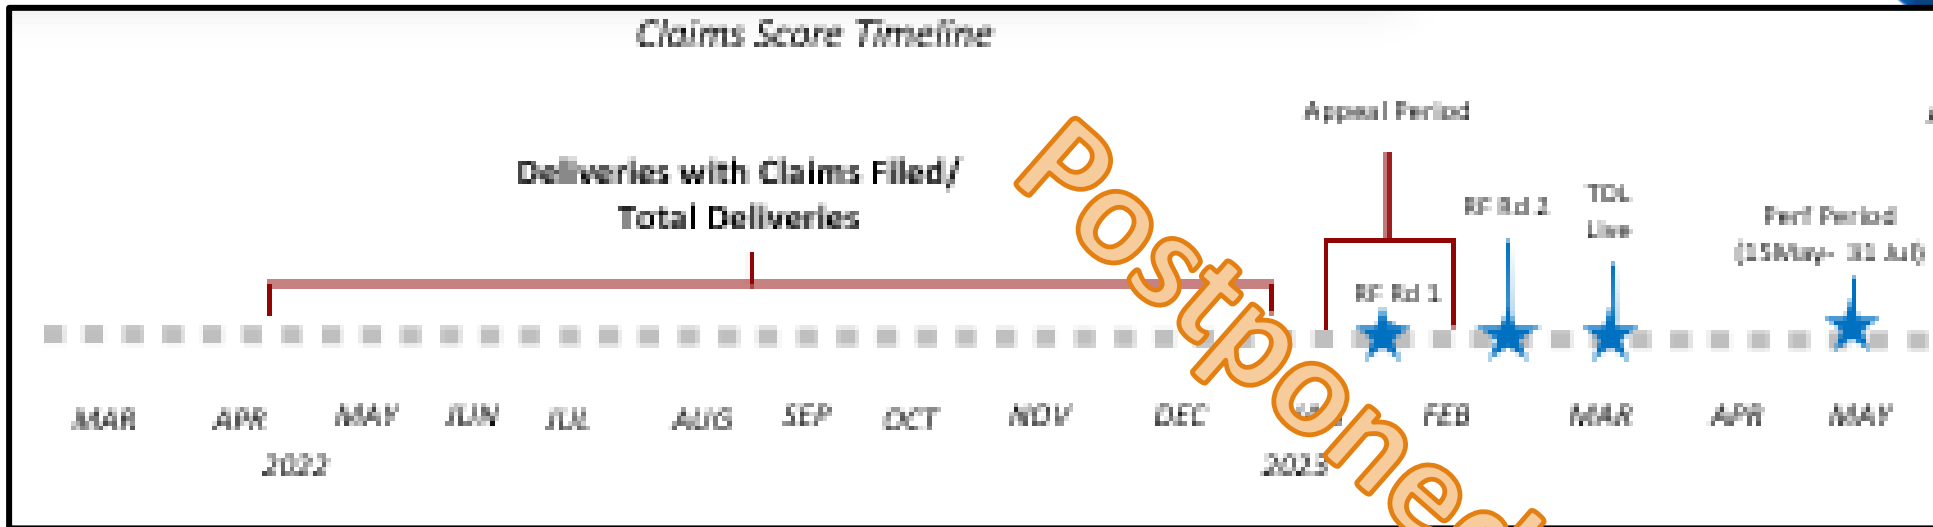 Claims Score Timeline
Appeal Period
Deliveries with Claims Filed/
Total Deliveries
RF Rd 2
TDL
Live
Perf Period
(15May- 31 Jul)
RF Rd 1
Postponed
MAR APR MAY JUN JUL AUG SEP OCT NOV DEC FEB MAR APR MAY
2022 2023